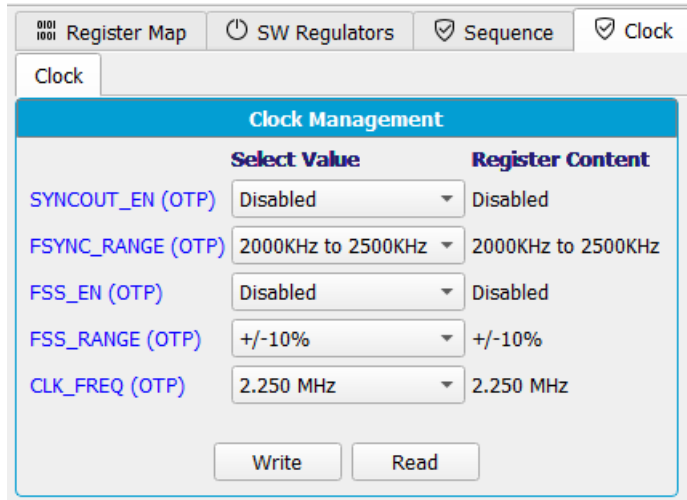 Register Map SW Regulators Sequence Clock
Clock
Clock Management
Select Value Register Content
SYNCOUT_EN (OTP) Disabled Disabled
FSYNC_RANGE (OTP) 2000KHz to 2500KHz 2000KHz to 2500KHz
FSS_EN (OTP) Disabled Disabled
FSS_RANGE (OTP) +/-10% +/-10%
CLK_FREQ (OTP) 2.250 MHz 2.250 MHz
Write Read